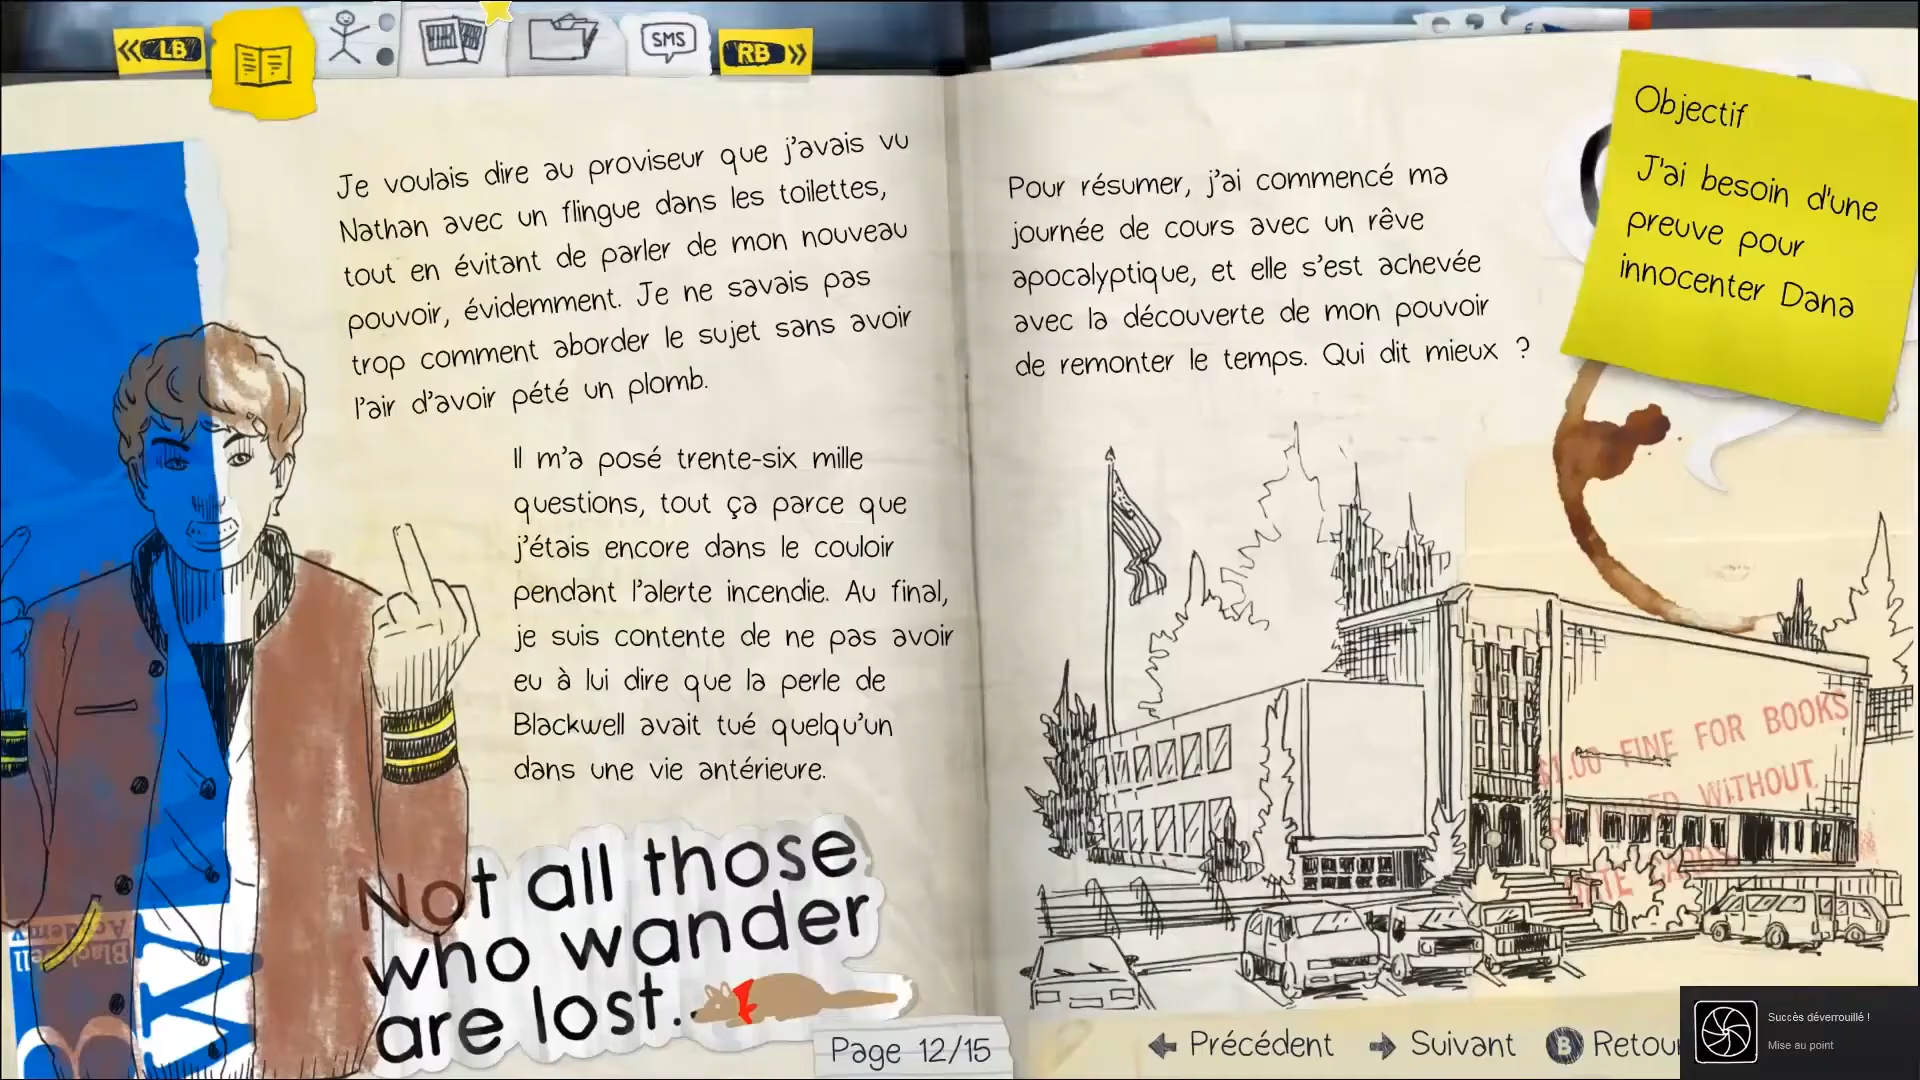 LB
SMS
RB
Je voulais dire au proviseur que j'avais vu
Nathan avec un flingue dans les toilettes,
tout en évitant de parler de mon nouveau
pouvoir, évidemment. Je ne savais pas
trop comment aborder le sujet sans avoir
l'air d'avoir pété un plomb.
Il m'a posé trente-six mille
questions, tout ça parce que
j'étais encore dans le couloir
pendant l'alerte incendie. Au final,
je suis contente de ne pas avoir
eu à lui dire que la perle de
Blackwell avait tué quelqu'un
dans une vie antérieure.
Not all those
who wander
are lost.
Blackwell
Academy
Page 12/15
Pour résumer, j'ai commencé ma
journée de cours avec un rêve
apocalyptique, et elle s'est achevée
avec la découverte de mon pouvoir
de remonter le temps. Qui dit mieux ?
Objectif
J'ai besoin d'une
preuve pour
innocenter Dana
$1.00 FINE FOR BOOKS
WITHOUT
Précédent
Suivant
B
Retou
Succès déverrouillé !
Mise au point